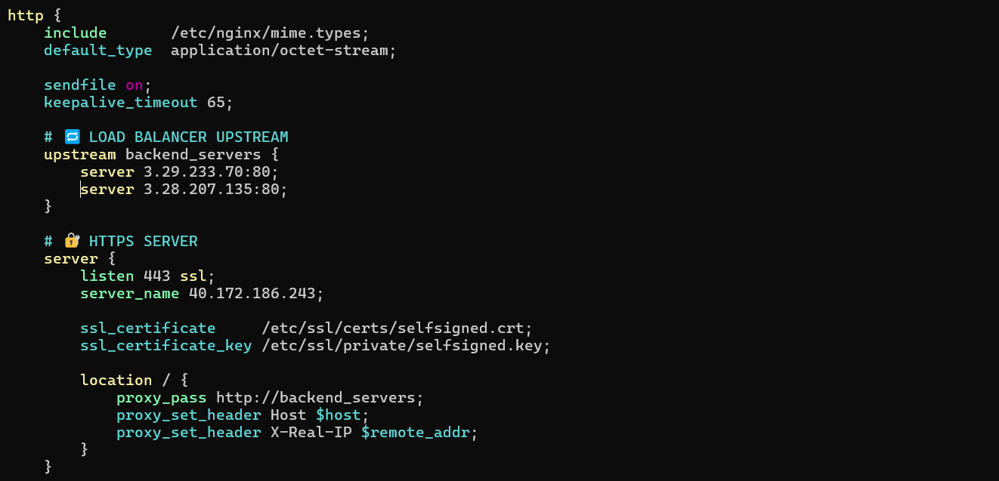 http {
    include       /etc/nginx/mime.types;
    default_type  application/octet-stream;
    sendfile on;
    keepalive_timeout 65;
    # 🔁 LOAD BALANCER UPSTREAM
    upstream backend_servers {
        server 3.29.233.70:80;
        server 3.28.207.135:80;
    }
    # 🔐 HTTPS SERVER
    server {
        listen 443 ssl;
        server_name 40.172.186.243;
        ssl_certificate     /etc/ssl/certs/selfsigned.crt;
        ssl_certificate_key /etc/ssl/private/selfsigned.key;
        location / {
            proxy_pass http://backend_servers;
            proxy_set_header Host $host;
            proxy_set_header X-Real-IP $remote_addr;
        }
    }